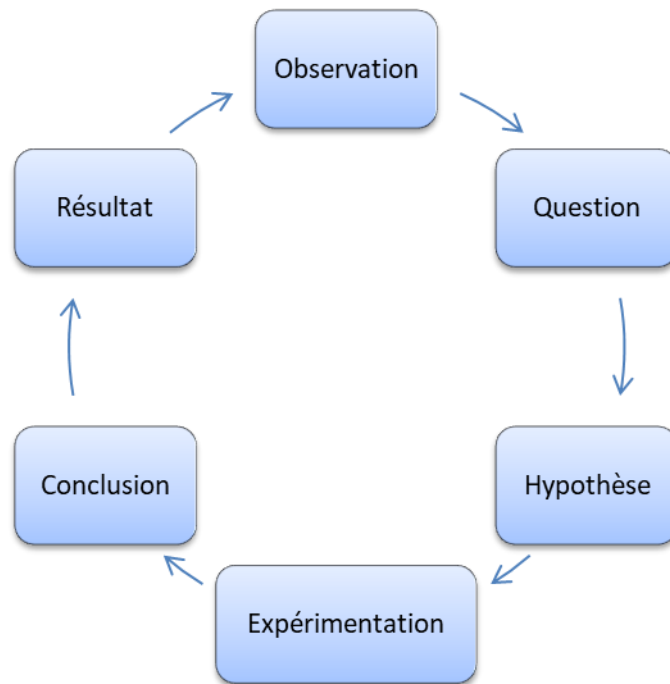 Observation
Question
Hypothèse
Expérimentation
Conclusion
Résultat